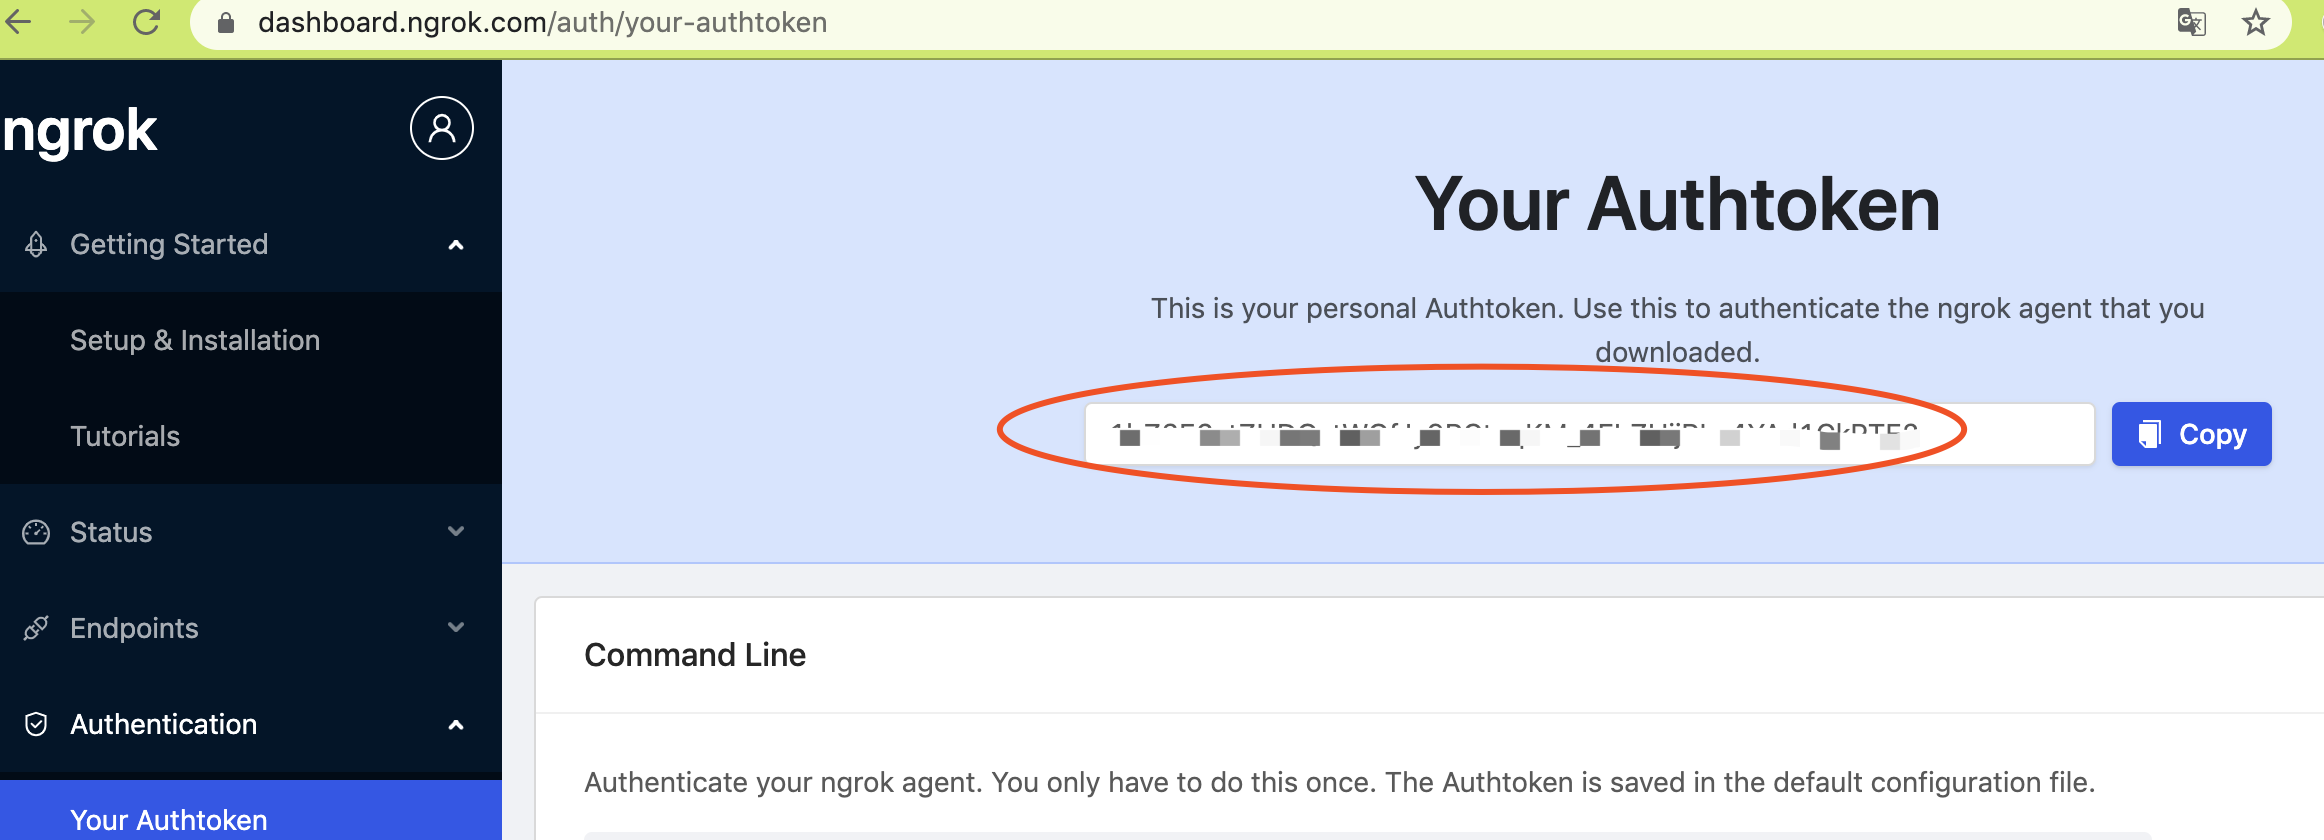 dashboard.ngrok.com/auth/your-authtoken
ngrok
Getting Started
Setup & Installation
Tutorials
Status
Endpoints
Authentication
Your Authtoken
Your Authtoken
This is your personal Authtoken. Use this to authenticate the ngrok agent that you
downloaded.
Copy
Command Line
Authenticate your ngrok agent. You only have to do this once. The Authtoken is saved in the default configuration file.